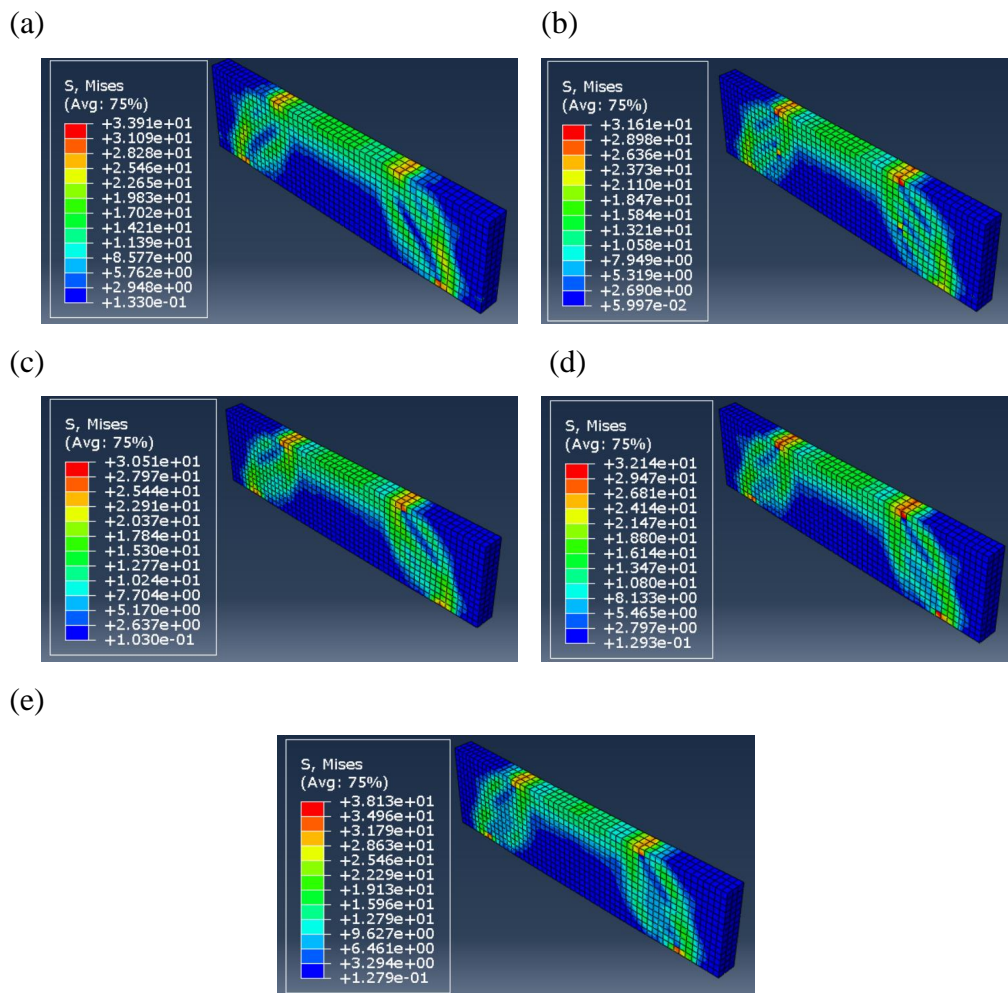 (a)
S, Mises
(Avg: 75%)
+3.391e+01
+3.109e+01
+2.828e+01
+2.546e+01
+2.265e+01
+1.983e+01
+1.702e+01
+1.421e+01
+1.139e+01
+8.577e+00
+5.762e+00
+2.948e+00
+1.330e-01
(b)
S, Mises
(Avg: 75%)
+3.161e+01
+2.898e+01
+2.636e+01
+2.373e+01
+2.110e+01
+1.847e+01
+1.584e+01
+1.321e+01
+1.058e+01
+7.949e+00
+5.319e+00
+2.690e+00
+5.997e-02
(c)
S, Mises
(Avg: 75%)
+3.051e+01
+2.797e+01
+2.544e+01
+2.291e+01
+2.037e+01
+1.784e+01
+1.530e+01
+1.277e+01
+1.024e+01
+7.704e+00
+5.170e+00
+2.637e+00
+1.030e-01
(d)
S, Mises
(Avg: 75%)
+3.214e+01
+2.947e+01
+2.681e+01
+2.414e+01
+2.147e+01
+1.880e+01
+1.614e+01
+1.347e+01
+1.080e+01
+8.133e+00
+5.465e+00
+2.797e+00
+1.293e-01
(e)
S, Mises
(Avg: 75%)
+3.813e+01
+3.496e+01
+3.179e+01
+2.863e+01
+2.546e+01
+2.229e+01
+1.913e+01
+1.596e+01
+1.279e+01
+9.627e+00
+6.461e+00
+3.294e+00
+1.279e-01